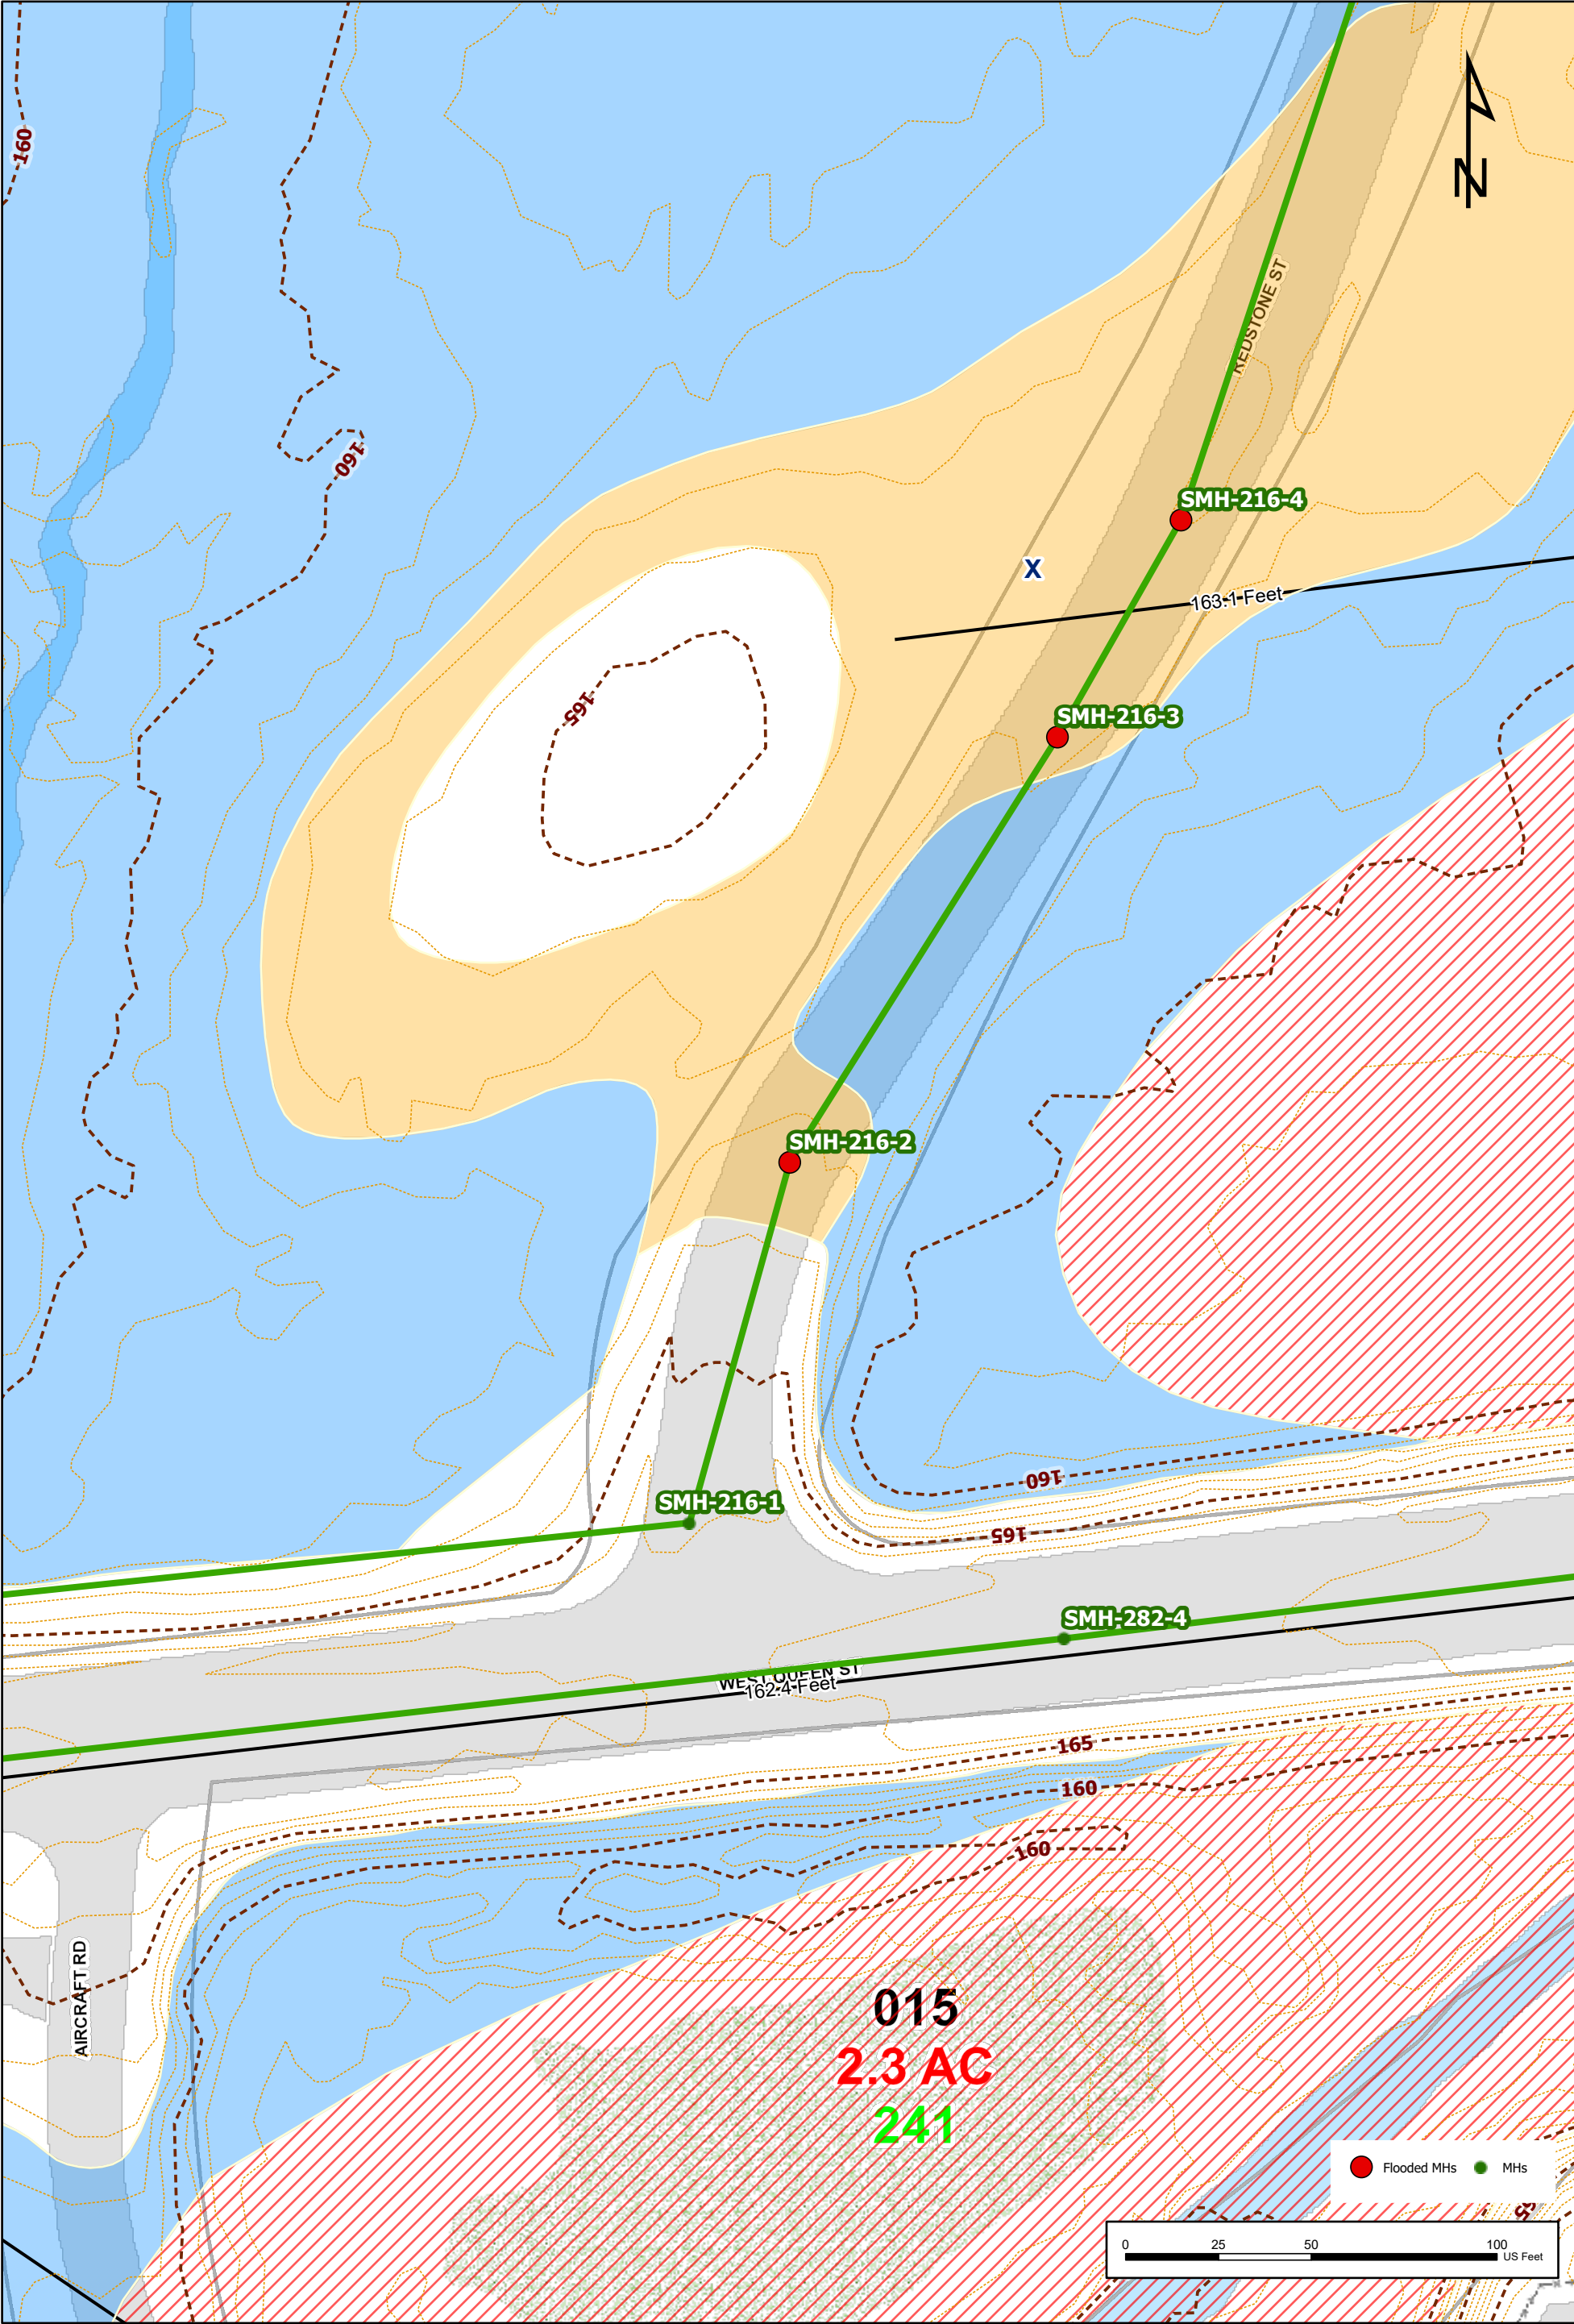 160
N
REDSTONE ST
160
SMH-216-4
X
163.1 Feet
165
SMH-216-3
SMH-216-2
160
SMH-216-1
165
SMH-282-4
WEST QUEEN ST
162.4 Feet
165
160
160
AIRCRAFT RD
015
2.3 AC
241
Flooded MHs
MHs
0 25 50 100
US Feet